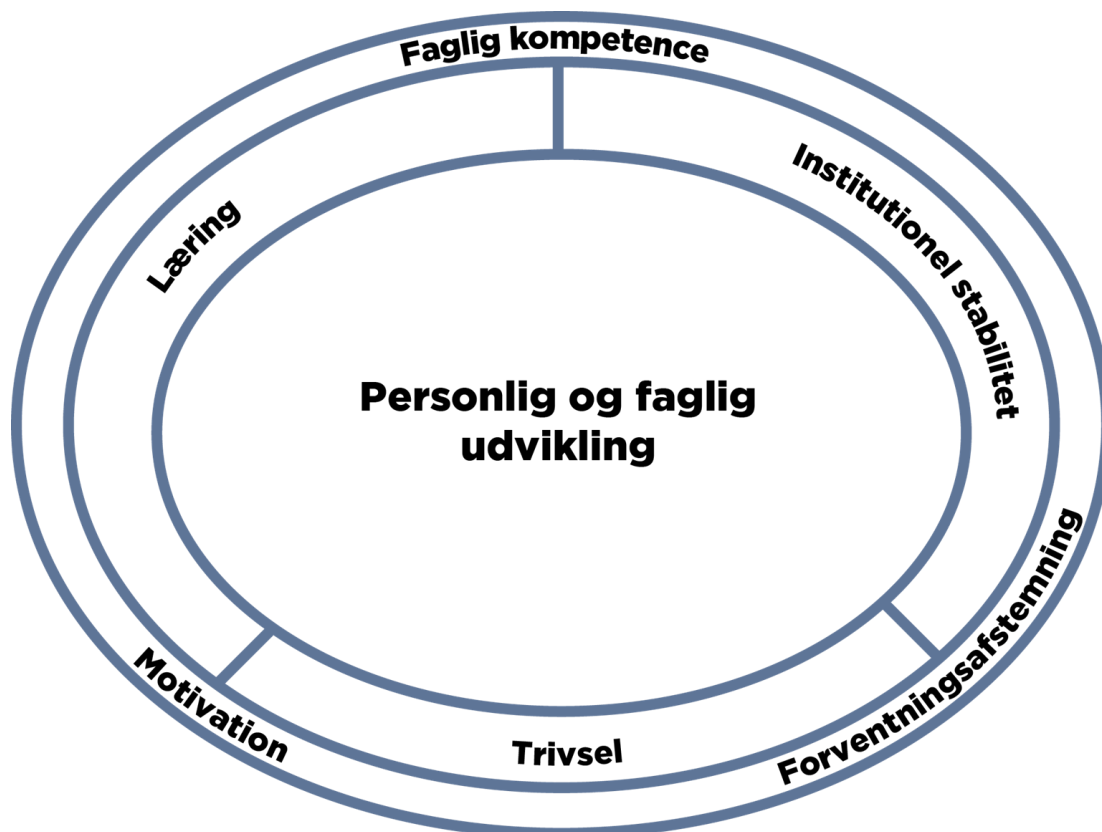 Faglig kompetence
Institutionel stabilitet
Læring
Personlig og faglig
udvikling
Motivation
Trivsel
Forventningsafstemning